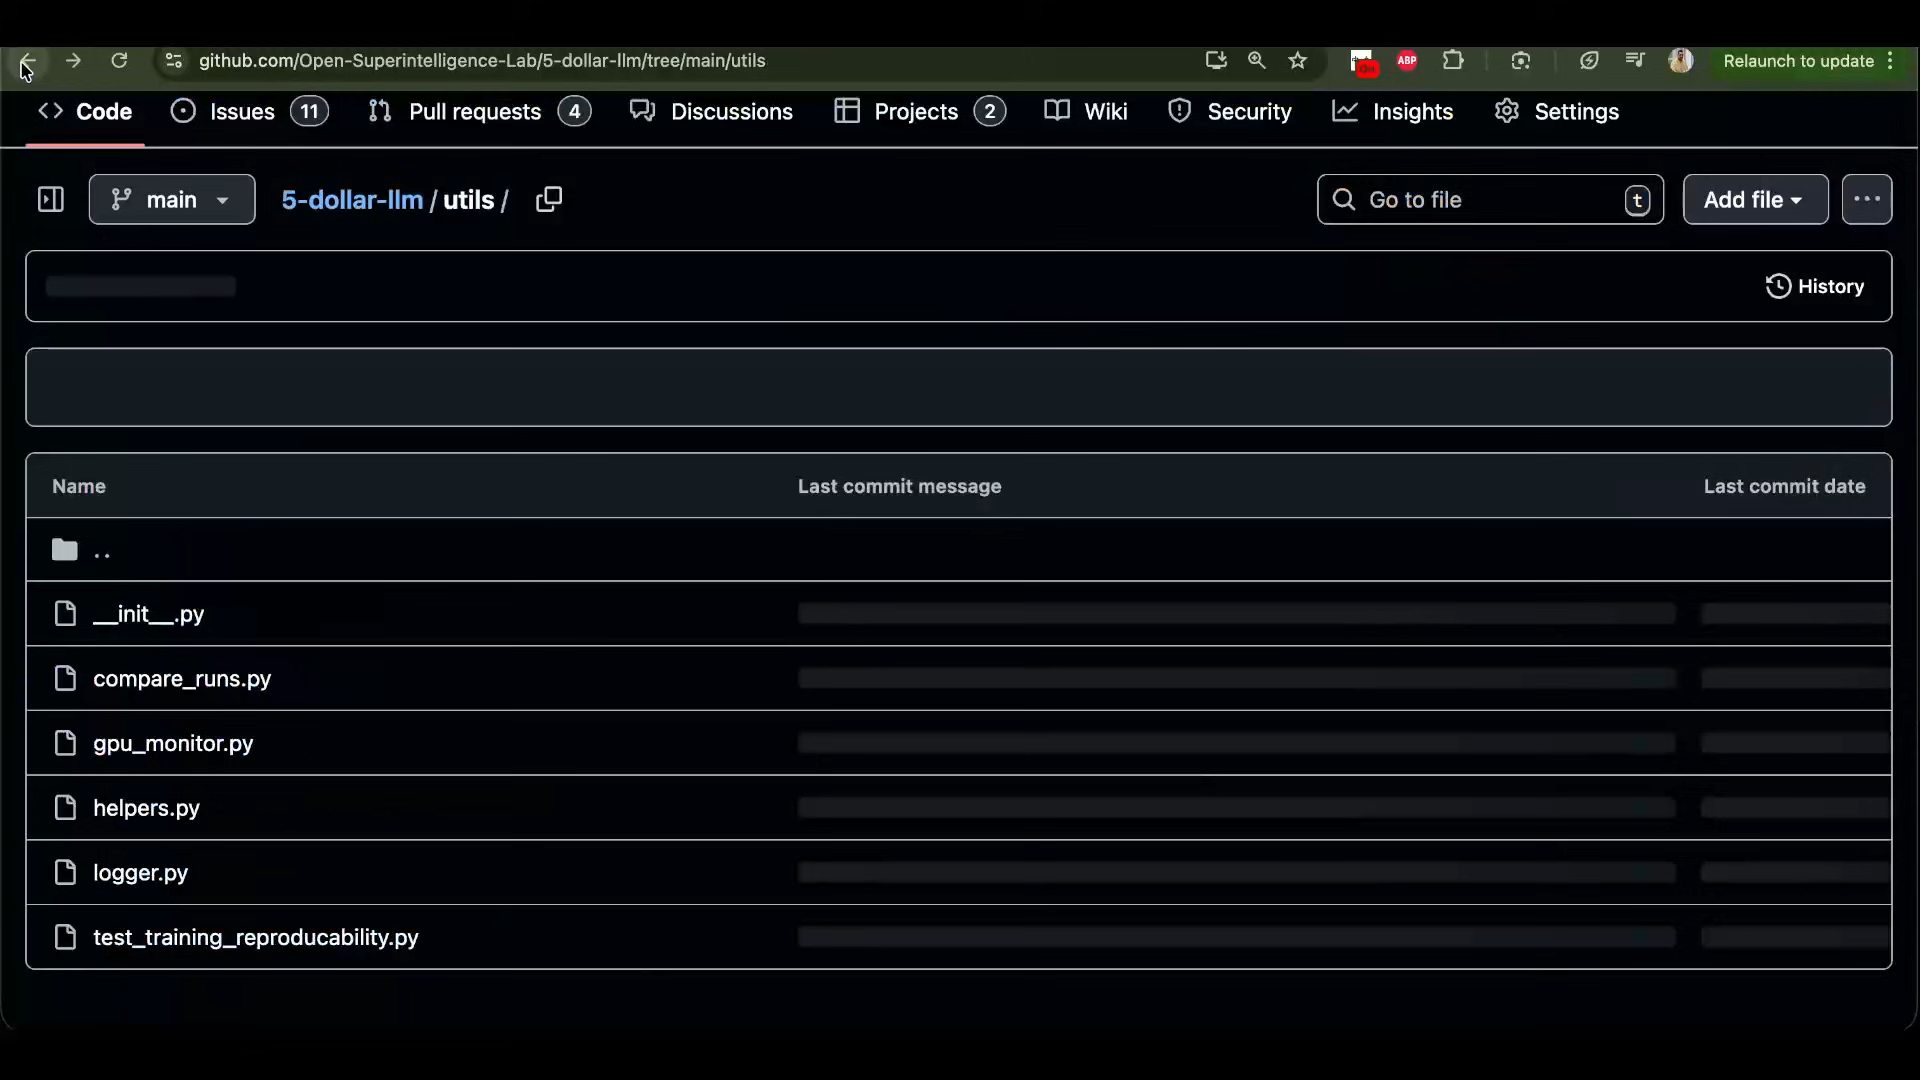 github.com/Open-Superintelligence-Lab/5-dollar-llm/tree/main/utils
On
ABP
Relaunch to update
Code
Issues 11
Pull requests 4
Discussions
Projects 2
Wiki
Security
Insights
Settings
main
5-dollar-llm / utils /
Go to file
t
Add file
History
Name
Last commit message
Last commit date
..
__init__.py
compare_runs.py
gpu_monitor.py
helpers.py
logger.py
test_training_reproducability.py